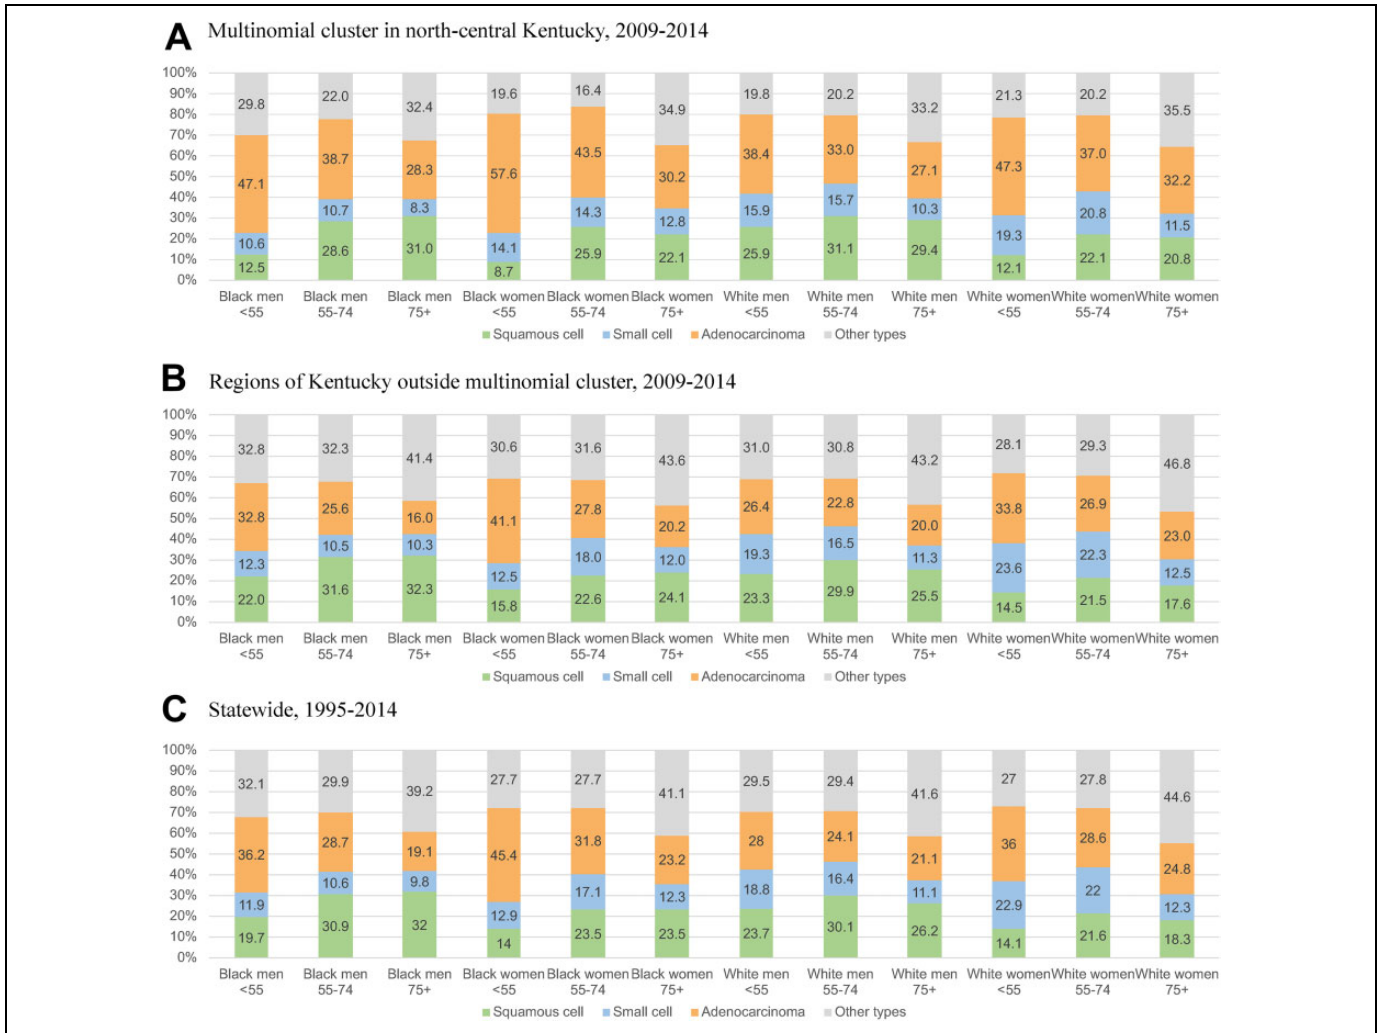 A Multinomial cluster in north-central Kentucky, 2009-2014
100%
90% 29.8 22.0 32.4 19.6 16.4 34.9 19.8 20.2 33.2 21.3 20.2 35.5
80%
70%
60% 47.1 38.7 28.3 57.6 43.5 30.2 38.4 33.0 27.1 47.3 37.0 32.2
50%
40%
30% 10.6 10.7 8.3 14.1 14.3 12.8 15.9 15.7 10.3 19.3 20.8 11.5
20%
10% 12.5 28.6 31.0 8.7 25.9 22.1 25.9 31.1 29.4 12.1 22.1 20.8
0%
Black men Black men Black men Black women Black women Black women White men White men White men White women White women White women
<55 55-74 75+ <55 55-74 75+ <55 55-74 75+ <55 55-74 75+
Squamous cell Small cell Adenocarcinoma Other types
B Regions of Kentucky outside multinomial cluster, 2009-2014
100%
90% 32.8 32.3 41.4 30.6 31.6 43.6 31.0 30.8 43.2 28.1 29.3 46.8
80%
70%
60% 32.8 25.6 16.0 41.1 27.8 20.2 26.4 22.8 20.0 33.8 26.9 23.0
50%
40%
30% 12.3 10.5 10.3 12.5 18.0 12.0 19.3 16.5 11.3 23.6 22.3 12.5
20%
10% 22.0 31.6 32.3 15.8 22.6 24.1 23.3 29.9 25.5 14.5 21.5 17.6
0%
Black men Black men Black men Black women Black women Black women White men White men White men White women White women White women
<55 55-74 75+ <55 55-74 75+ <55 55-74 75+ <55 55-74 75+
Squamous cell Small cell Adenocarcinoma Other types
C Statewide, 1995-2014
100%
90% 32.1 29.9 39.2 27.7 27.7 41.1 29.5 29.4 41.6 27 27.8 44.6
80%
70%
60% 36.2 28.7 19.1 45.4 31.8 23.2 28 24.1 21.1 36 28.6 24.8
50%
40%
30% 11.9 10.6 9.8 12.9 17.1 12.3 18.8 16.4 11.1 22.9 22 12.3
20%
10% 19.7 30.9 32 14 23.5 23.5 23.7 30.1 26.2 14.1 21.6 18.3
0%
Black men Black men Black men Black women Black women Black women White men White men White men White women White women White women
<55 55-74 75+ <55 55-74 75+ <55 55-74 75+ <55 55-74 75+
Squamous cell Small cell Adenocarcinoma Other types